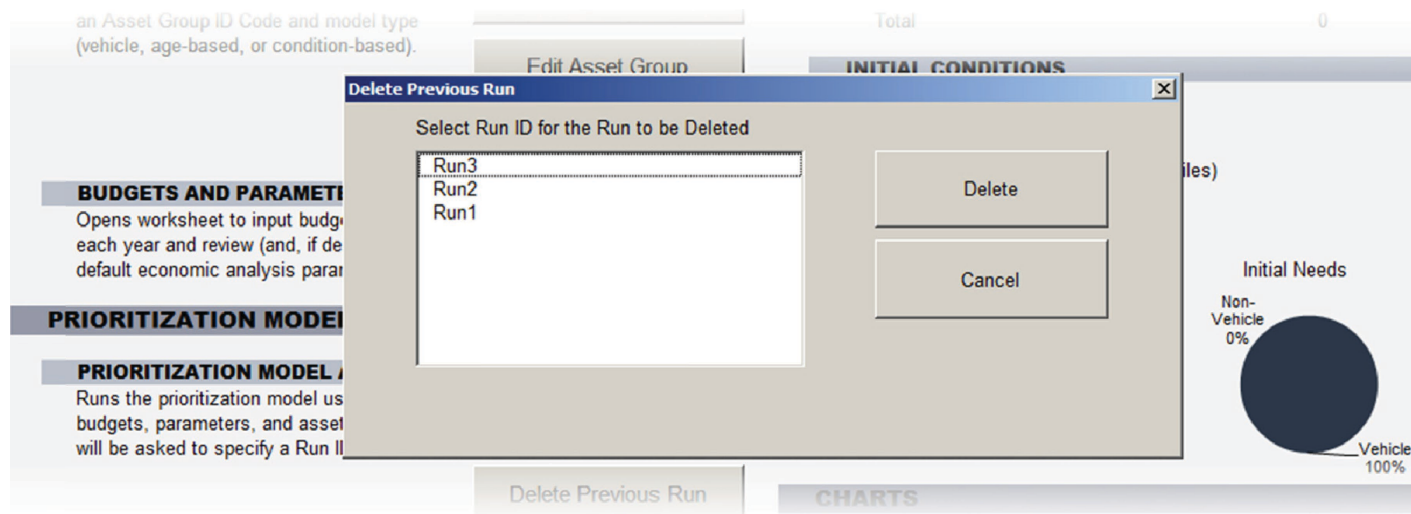 an Asset Group ID Code and model type
(vehicle, age-based, or condition-based).
Edit Asset Group
Total 0
INITIAL CONDITIONS
Delete Previous Run
Select Run ID for the Run to be Deleted
Run3
Run2
Run1
Delete
Cancel
BUDGETS AND PARAMETE
Opens worksheet to input budg
each year and review (and, if de
default economic analysis parar
PRIORITIZATION MODEL
PRIORITIZATION MODEL
Runs the prioritization model us
budgets, parameters, and asset
will be asked to specify a Run I
Delete Previous Run
iles)
Initial Needs
Non-
Vehicle
0%
Vehicle
100%
CHARTS